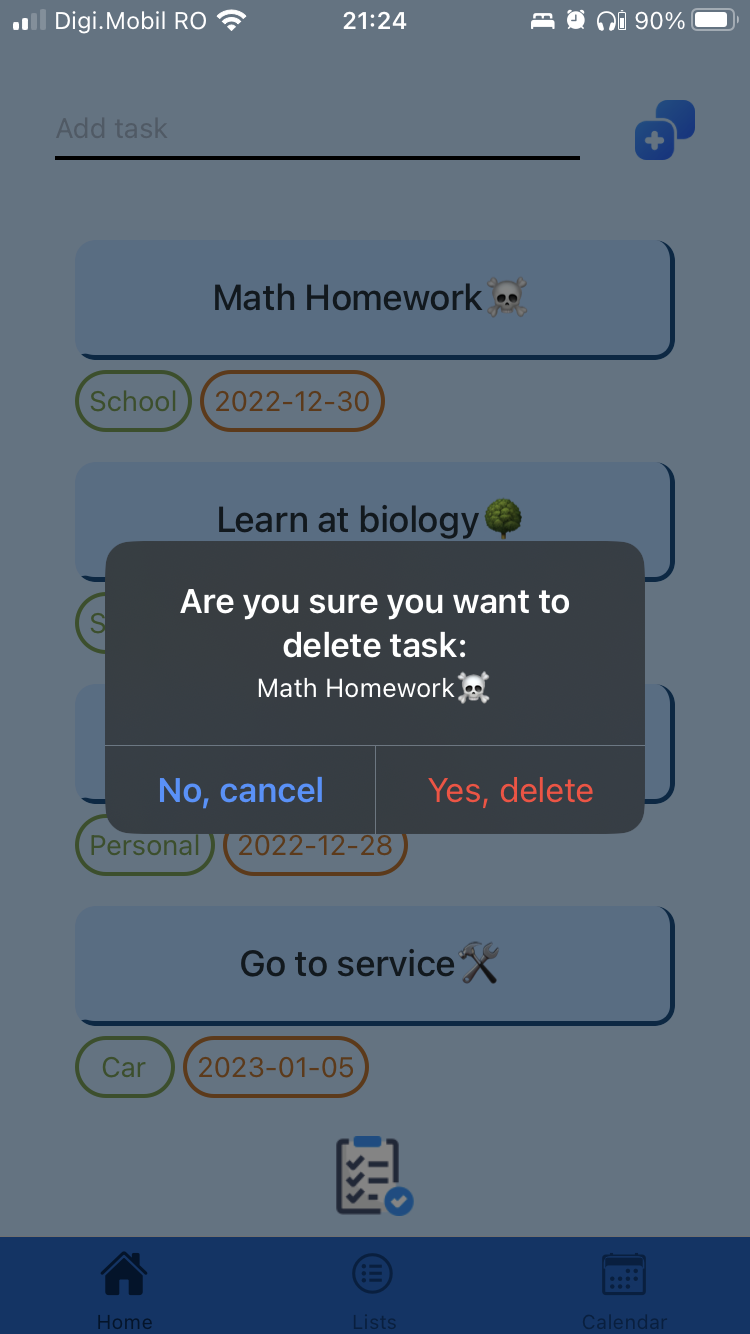 Digi.Mobil RO 21:24 90%
Add task
Math Homework☠️
School 2022-12-30
Learn at biology🌳
S
Are you sure you want to
delete task:
Math Homework☠️
No, cancel Yes, delete
Personal 2022-12-28
Go to service🛠️
Car 2023-01-05
Home Lists Calendar